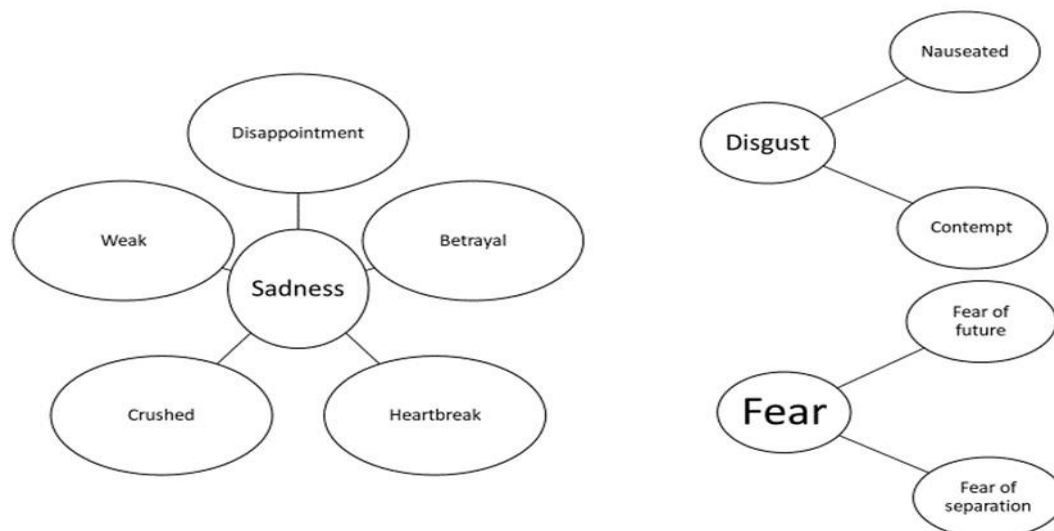 Disappointment
Weak
Betrayal
Sadness
Crushed
Heartbreak
Nauseated
Disgust
Contempt
Fear of
future
Fear
Fear of
separation